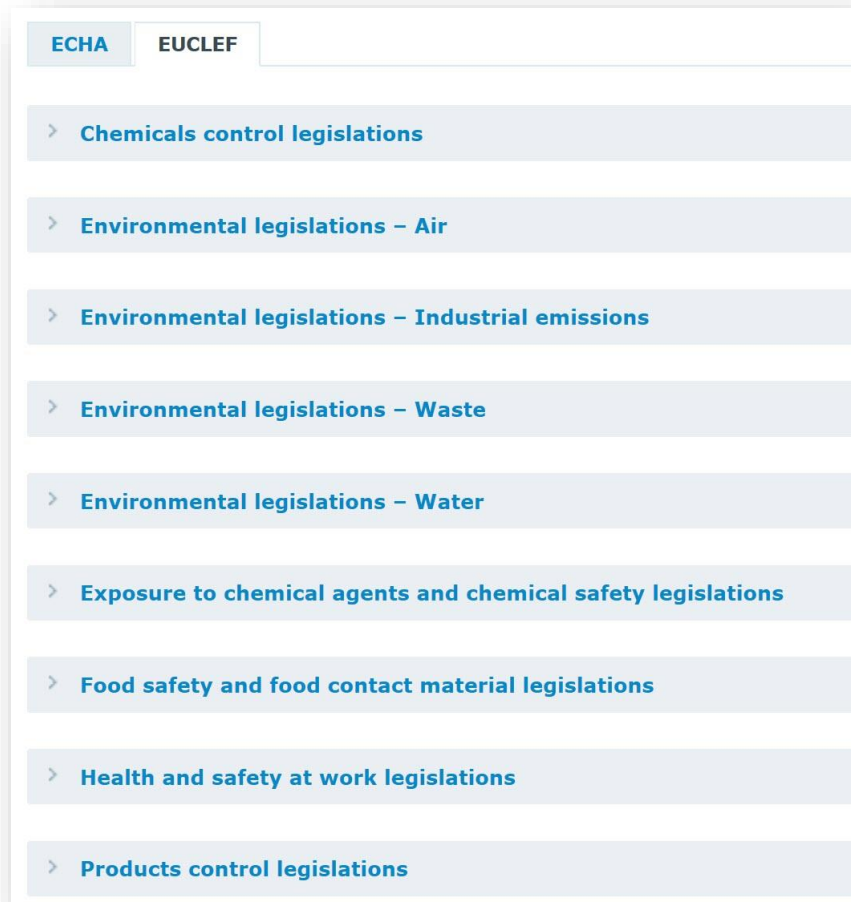 ECHA EUCLEF
Chemicals control legislations
Environmental legislations – Air
Environmental legislations – Industrial emissions
Environmental legislations – Waste
Environmental legislations – Water
Exposure to chemical agents and chemical safety legislations
Food safety and food contact material legislations
Health and safety at work legislations
Products control legislations